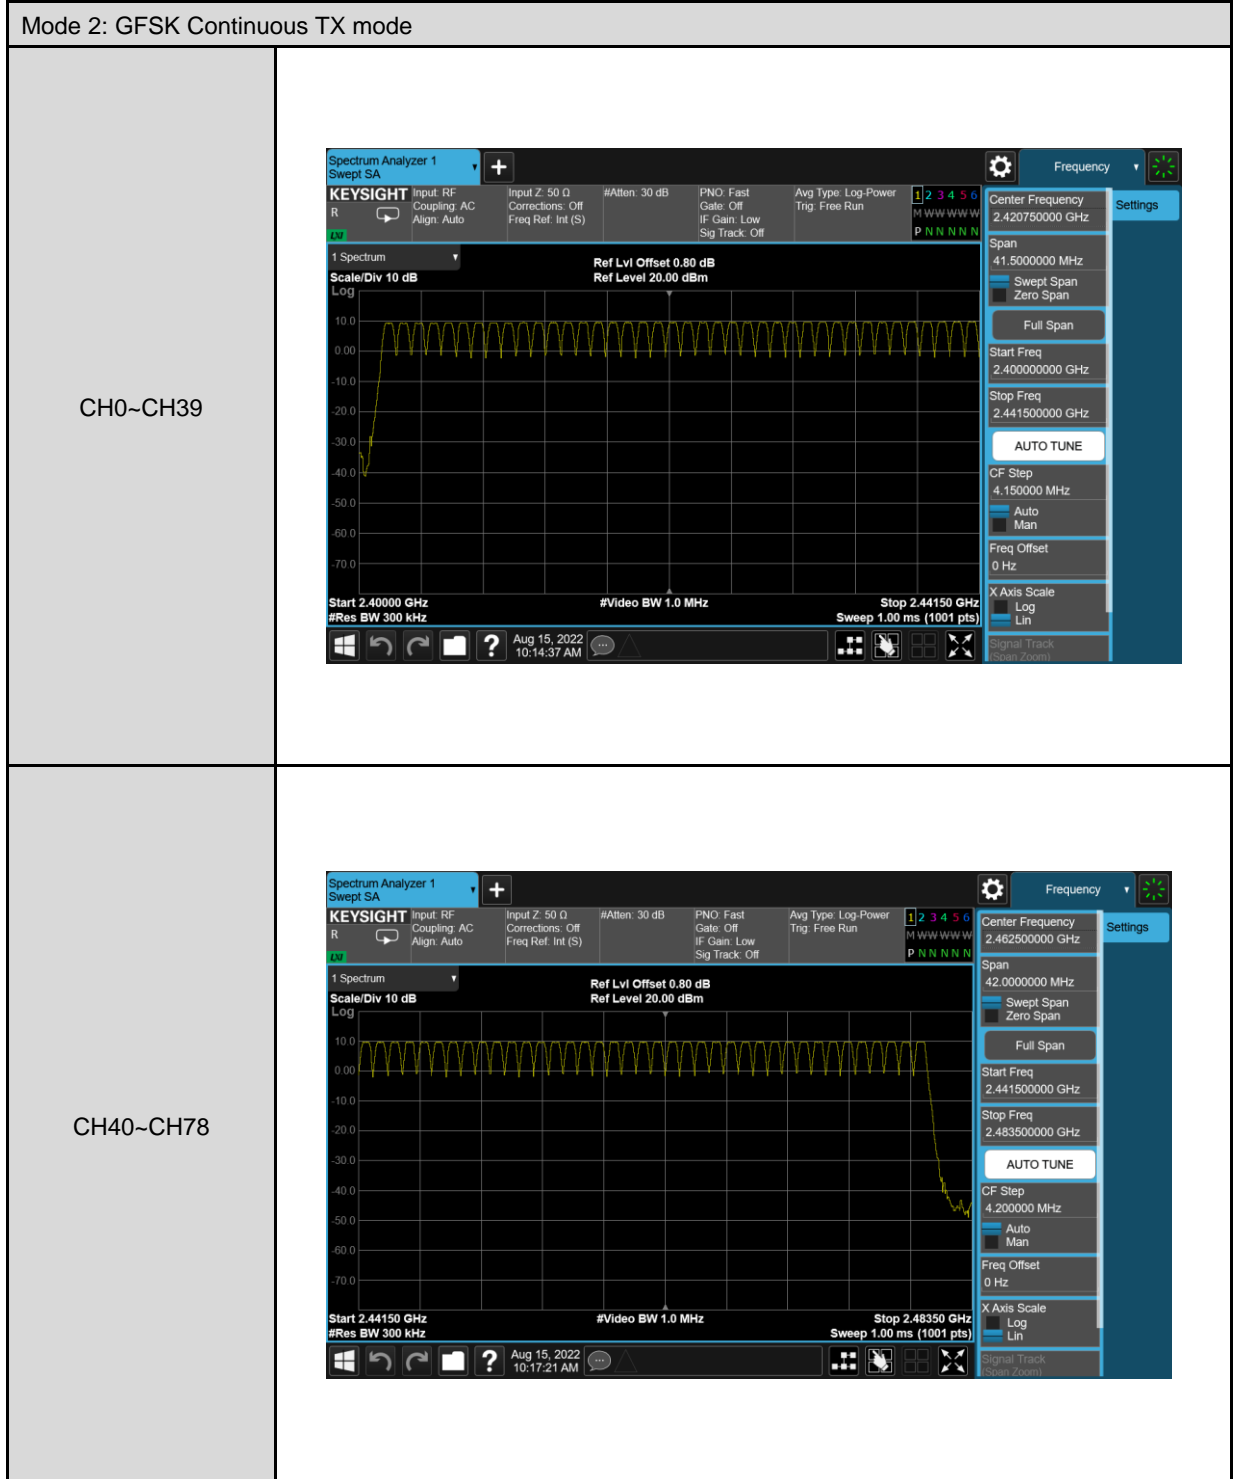 Mode 2: GFSK Continuous TX mode
CH0~CH39
Spectrum Analyzer 1
Swept SA
Frequency
KEYSIGHT
R
LXI
Input: RF
Coupling: AC
Align: Auto
Input Z: 50 Ω
Corrections: Off
Freq Ref: Int (S)
#Atten: 30 dB
PNO: Fast
Gate: Off
IF Gain: Low
Sig Track: Off
Avg Type: Log-Power
Trig: Free Run
1 2 3 4 5 6
M W W W W W
P N N N N N
Center Frequency
2.420750000 GHz
Settings
Span
41.5000000 MHz
Swept Span
Zero Span
Full Span
Start Freq
2.400000000 GHz
Stop Freq
2.441500000 GHz
AUTO TUNE
CF Step
4.150000 MHz
Auto
Man
Freq Offset
0 Hz
X Axis Scale
Log
Lin
Signal Track
(Span Zoom)
1 Spectrum
Scale/Div 10 dB
Log
Ref Lvl Offset 0.80 dB
Ref Level 20.00 dBm
10.0
0.00
-10.0
-20.0
-30.0
-40.0
-50.0
-60.0
-70.0
Start 2.40000 GHz
#Video BW 1.0 MHz
Stop 2.44150 GHz
#Res BW 300 kHz
Sweep 1.00 ms (1001 pts)
?
Aug 15, 2022
10:14:37 AM
CH40~CH78
Spectrum Analyzer 1
Swept SA
Frequency
KEYSIGHT
R
LXI
Input: RF
Coupling: AC
Align: Auto
Input Z: 50 Ω
Corrections: Off
Freq Ref: Int (S)
#Atten: 30 dB
PNO: Fast
Gate: Off
IF Gain: Low
Sig Track: Off
Avg Type: Log-Power
Trig: Free Run
1 2 3 4 5 6
M W W W W W
P N N N N N
Center Frequency
2.462500000 GHz
Settings
Span
42.0000000 MHz
Swept Span
Zero Span
Full Span
Start Freq
2.441500000 GHz
Stop Freq
2.483500000 GHz
AUTO TUNE
CF Step
4.200000 MHz
Auto
Man
Freq Offset
0 Hz
X Axis Scale
Log
Lin
Signal Track
(Span Zoom)
1 Spectrum
Scale/Div 10 dB
Log
Ref Lvl Offset 0.80 dB
Ref Level 20.00 dBm
10.0
0.00
-10.0
-20.0
-30.0
-40.0
-50.0
-60.0
-70.0
Start 2.44150 GHz
#Video BW 1.0 MHz
Stop 2.48350 GHz
#Res BW 300 kHz
Sweep 1.00 ms (1001 pts)
?
Aug 15, 2022
10:17:21 AM